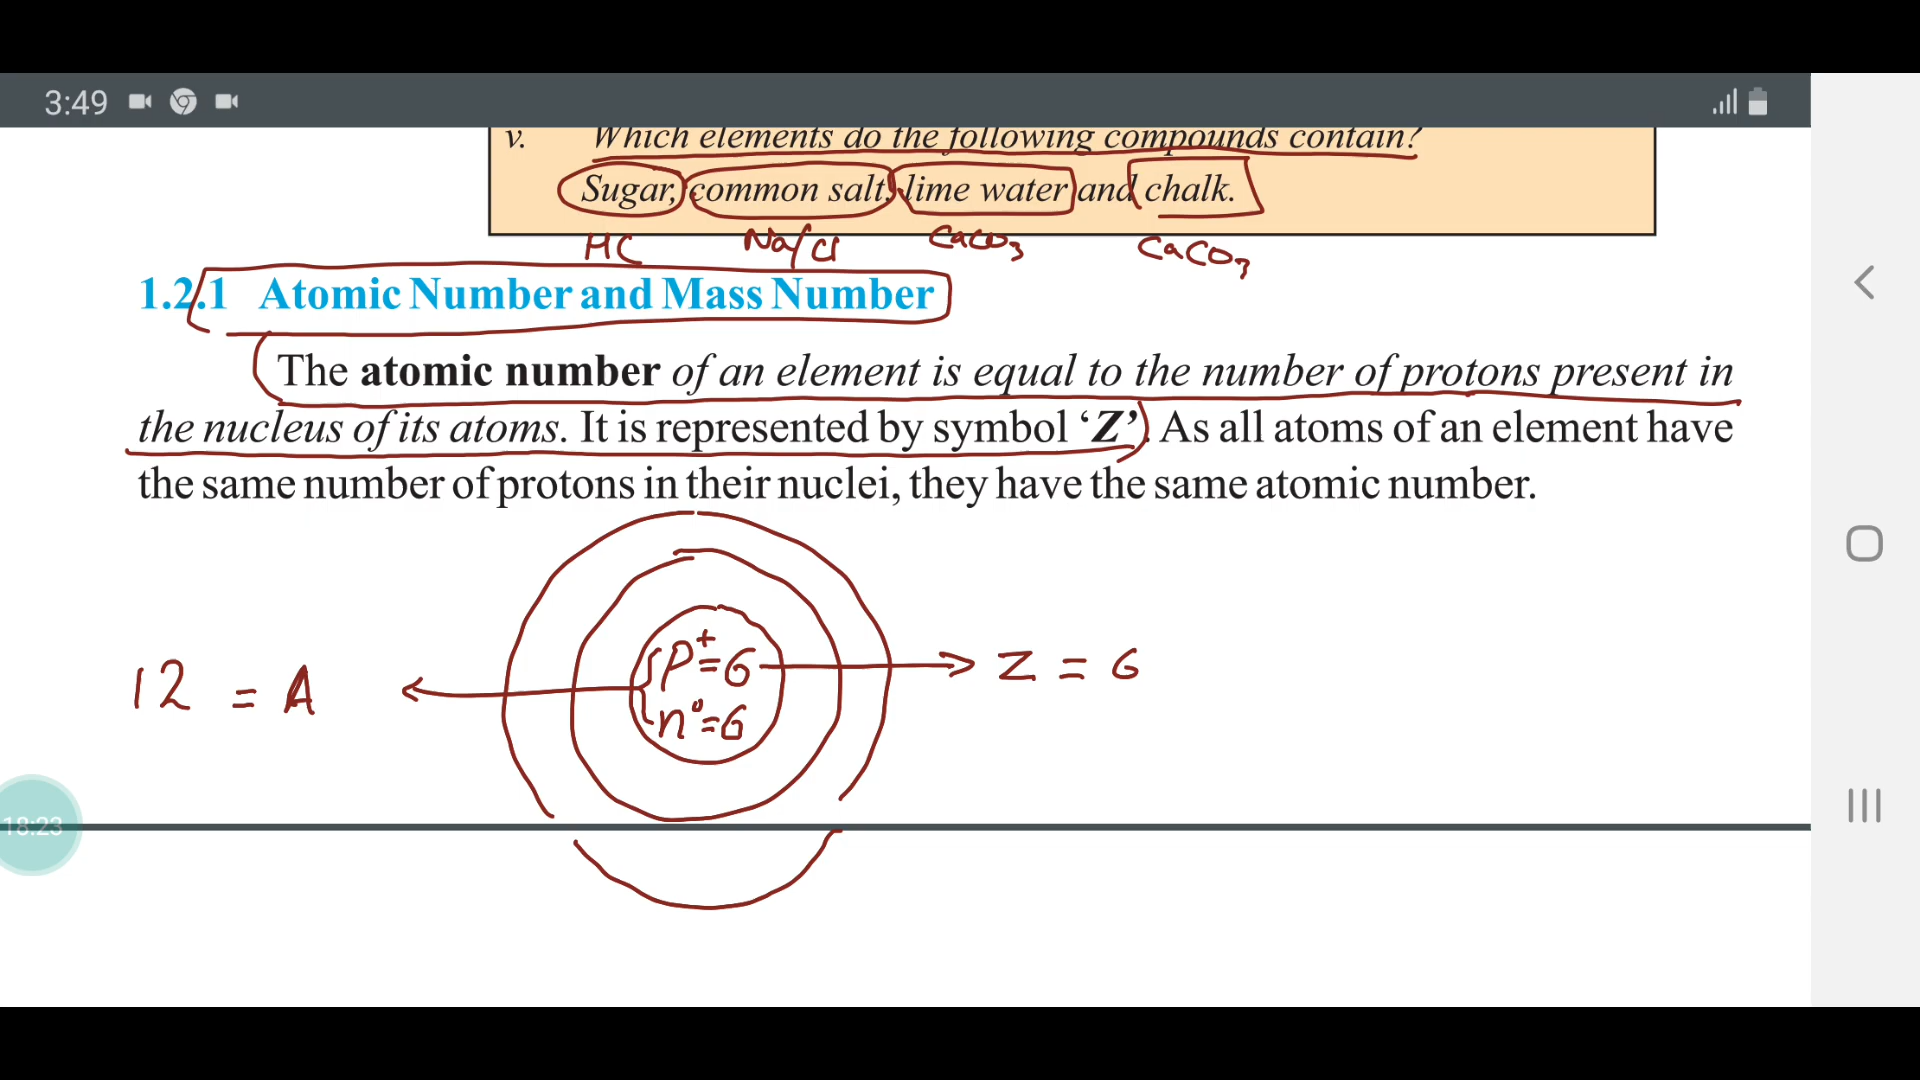 3:49
v. Which elements do the following compounds contain?
Sugar, common salt, lime water and chalk.
HC Na/Cl CaCO3 CaCO3
1.2.1 Atomic Number and Mass Number
The atomic number of an element is equal to the number of protons present in
the nucleus of its atoms. It is represented by symbol ‘Z’. As all atoms of an element have
the same number of protons in their nuclei, they have the same atomic number.
P+ = 6
Z = 6
12 = A
n° = 6
18:23